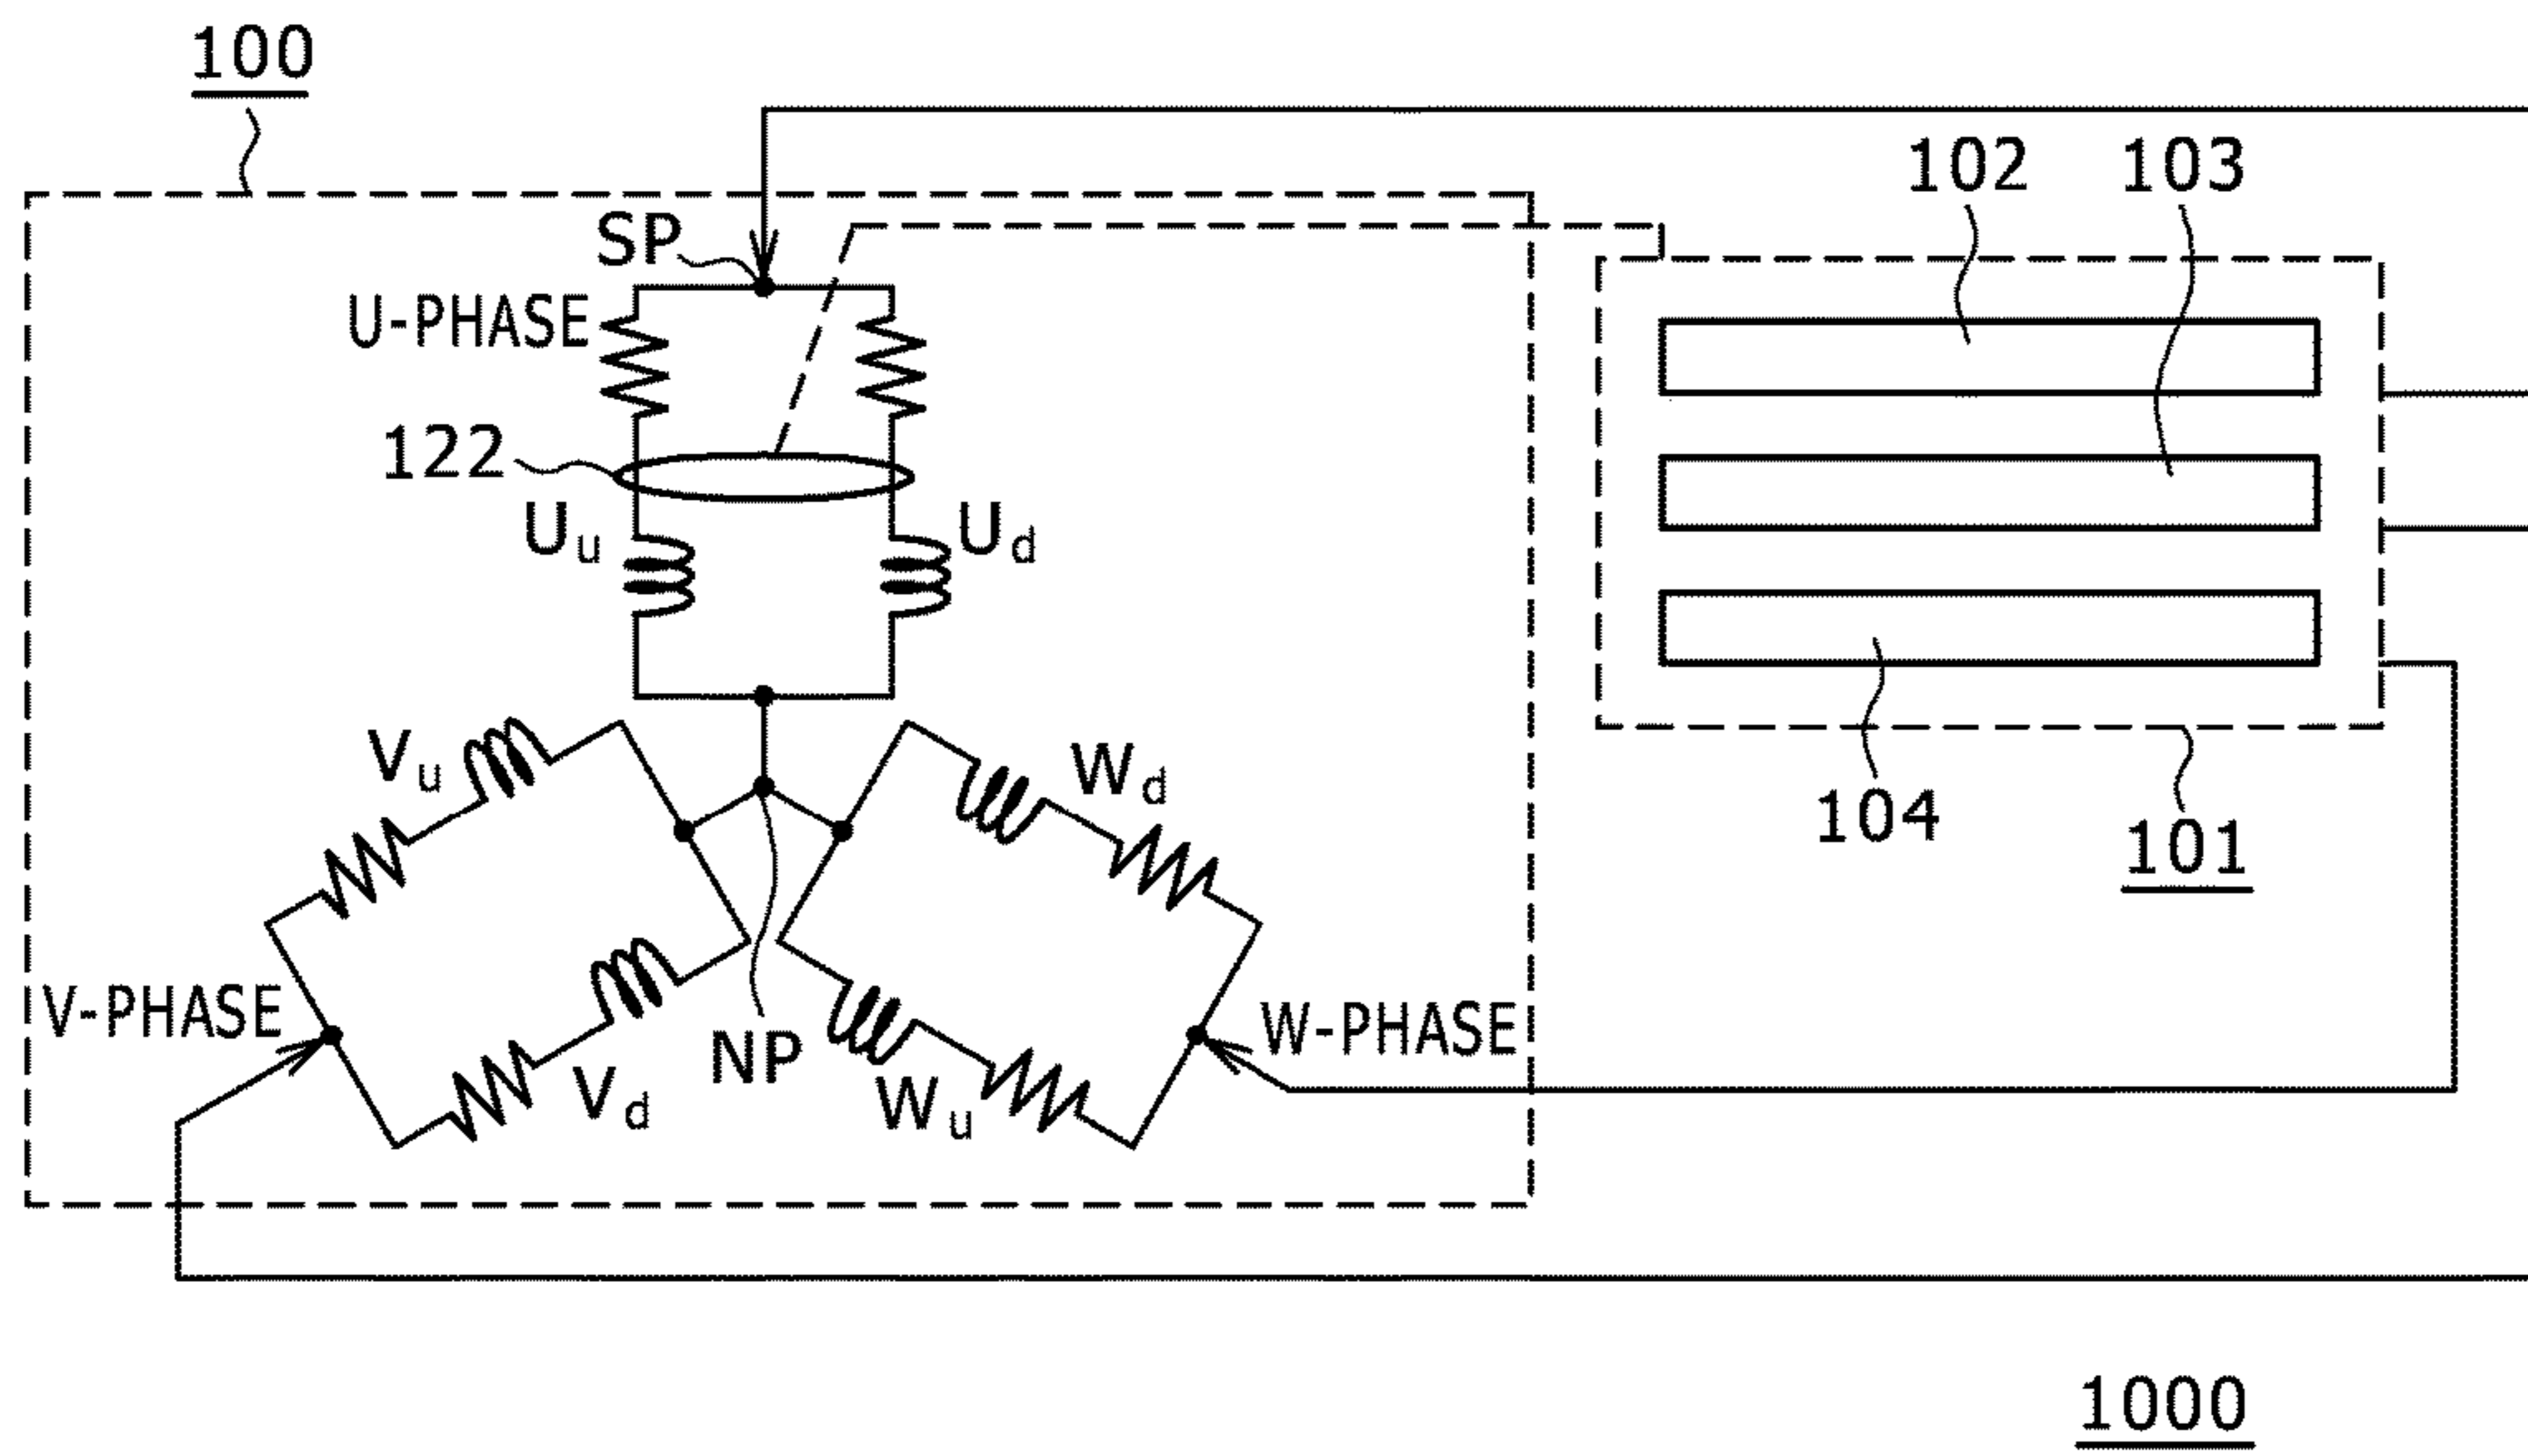 100
102
103
SP
U-PHASE
122
Uu
Ud
Vu
Wd
104
101
V-PHASE
W-PHASE
NP
Vd
Wu
1000